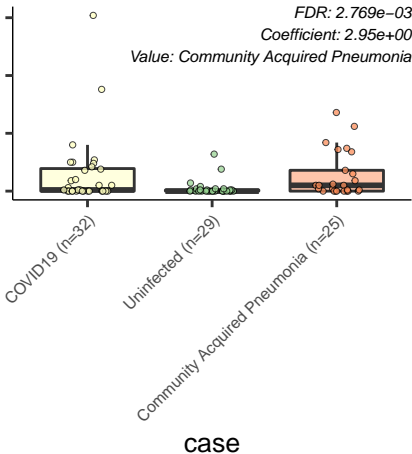 FDR: 2.769e−03
Coefficient: 2.95e+00
Value: Community Acquired Pneumonia
COVID19 (n=32)
Uninfected (n=29)
Community Acquired Pneumonia (n=25)
case